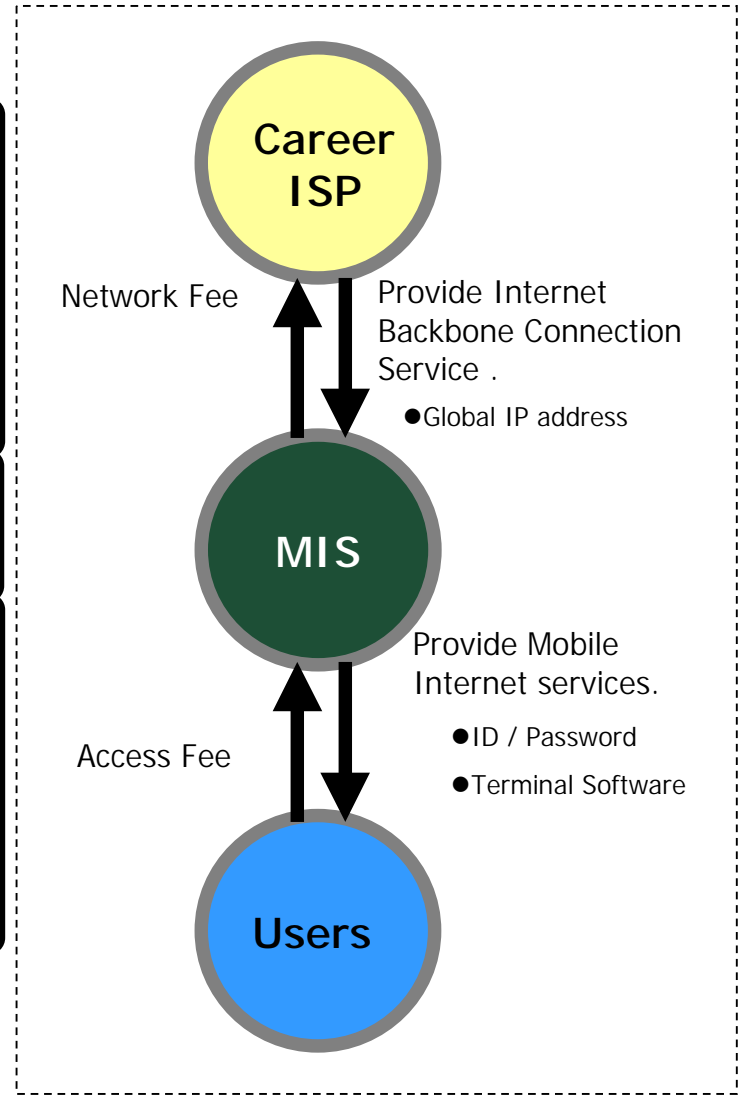 Career
ISP
Network Fee
Provide Internet
Backbone Connection
Service .
●Global IP address
MIS
Provide Mobile
Internet services.
●ID / Password
●Terminal Software
Access Fee
Users